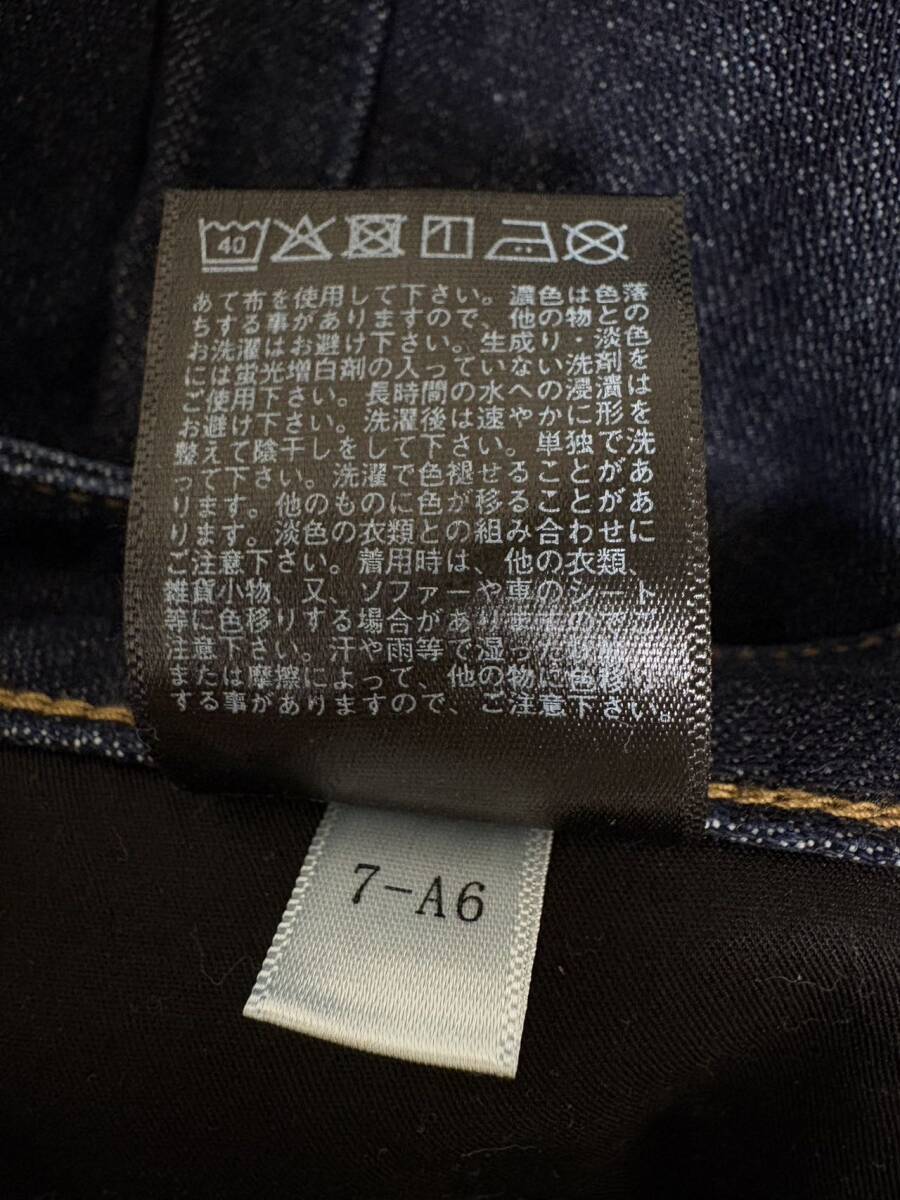 40
あて布を使用して下さい。濃色は色落
ちする事がありますので、他の物と色
お洗濯はお避け下さい。生成り・淡色
には蛍光増白剤の入っていない洗剤を
ご使用下さい。長時間の水への浸漬は
お避け下さい。洗濯後は速やかに形を
整えて陰干しをして下さい。単独で洗
って下さい。洗濯で色褪せることがあ
ります。他のものに色が移ることがあ
ります。淡色の衣類との組み合わせに
ご注意下さい。着用時は、他の衣類、
雑貨小物、又、ソファーや車のシート
等に色移りする場合がありますのでご
注意下さい。汗や雨等で湿った
または摩擦によって、他の物に色移
する事がありますので、ご注意下さい。
7-A6